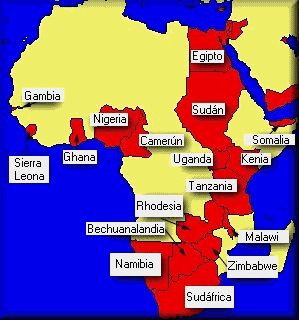 Egipto
Gambia
Sudán
Nigeria
Camerún
Somalia
Sierra
Leona
Ghana
Uganda
Kenia
Tanzania
Rhodesia
Bechuanalandia
Malawi
Namibia
Zimbabwe
Sudáfrica